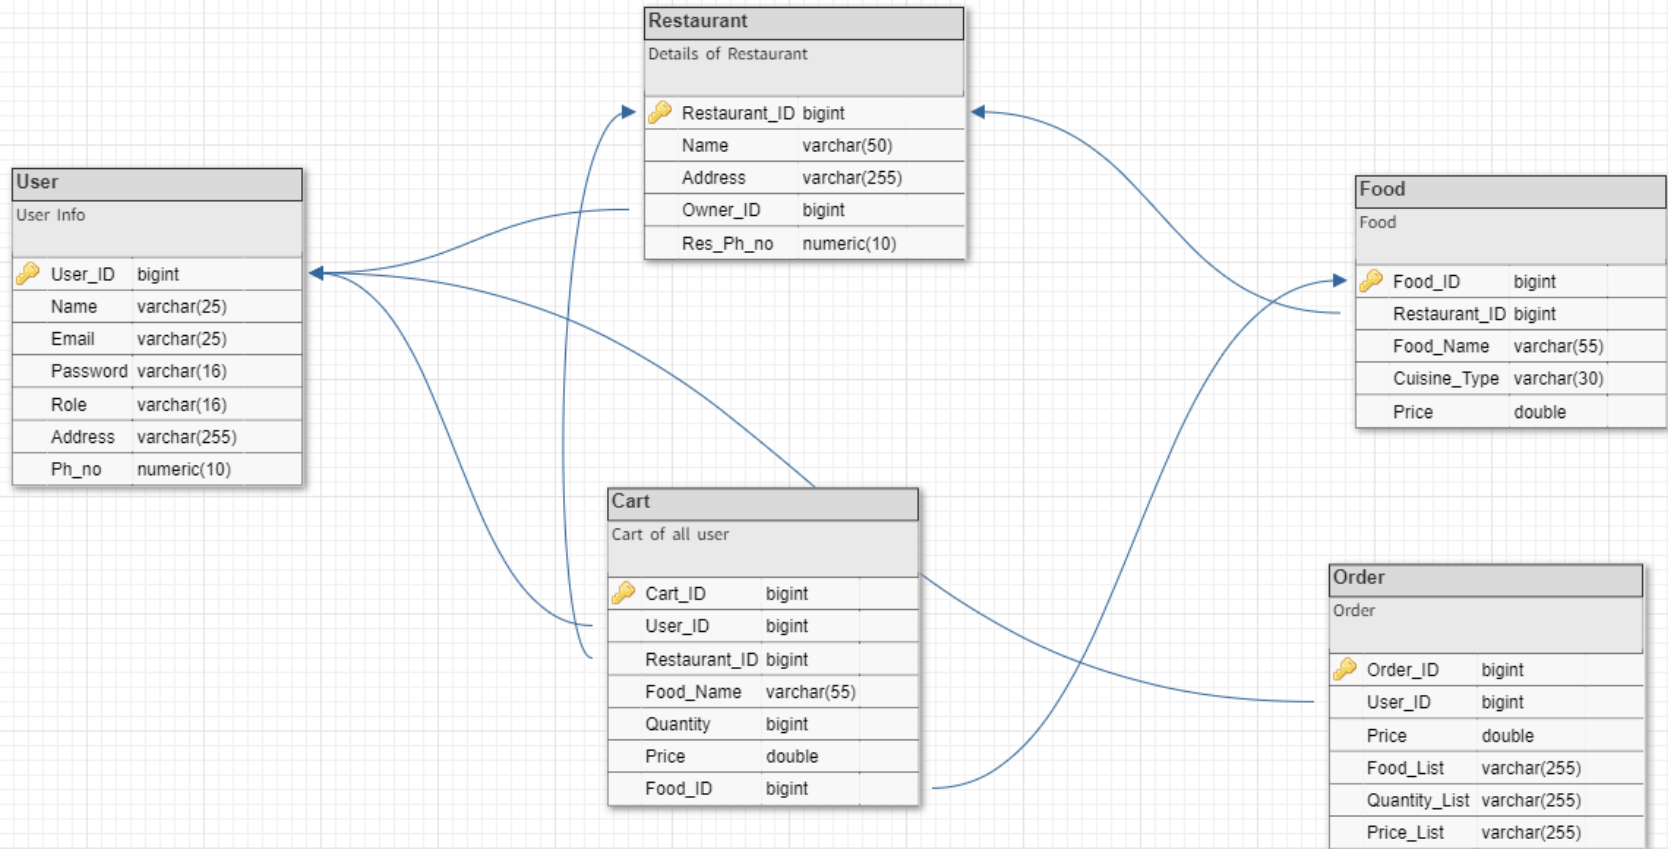 Restaurant
Details of Restaurant
Restaurant_ID bigint
Name varchar(50)
Address varchar(255)
Owner_ID bigint
Res_Ph_no numeric(10)
User
User Info
User_ID bigint
Name varchar(25)
Email varchar(25)
Password varchar(16)
Role varchar(16)
Address varchar(255)
Ph_no numeric(10)
Food
Food
Food_ID bigint
Restaurant_ID bigint
Food_Name varchar(55)
Cuisine_Type varchar(30)
Price double
Cart
Cart of all user
Cart_ID bigint
User_ID bigint
Restaurant_ID bigint
Food_Name varchar(55)
Quantity bigint
Price double
Food_ID bigint
Order
Order
Order_ID bigint
User_ID bigint
Price double
Food_List varchar(255)
Quantity_List varchar(255)
Price_List varchar(255)